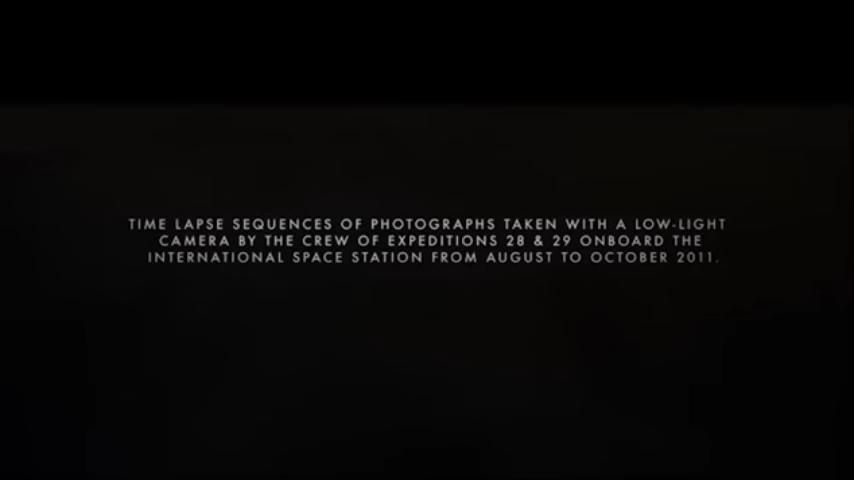 TIME LAPSE SEQUENCES OF PHOTOGRAPHS TAKEN WITH A LOW-LIGHT
CAMERA BY THE CREW OF EXPEDITIONS 28 & 29 ONBOARD THE
INTERNATIONAL SPACE STATION FROM AUGUST TO OCTOBER 2011.